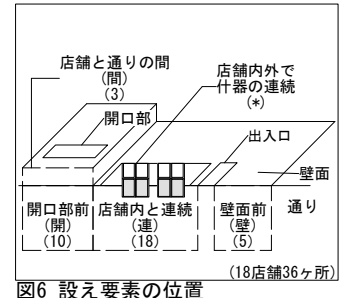 店舗と通りの間
(間)
(3)
店舗内外で
什器の連続
(*)
開口部
出入口
壁面
開口部前
(開)
(10)
店舗内と連続
(連)
(18)
壁面前
(壁)
(5)
通り
(18店舗36ヶ所)
図6 設え要素の位置